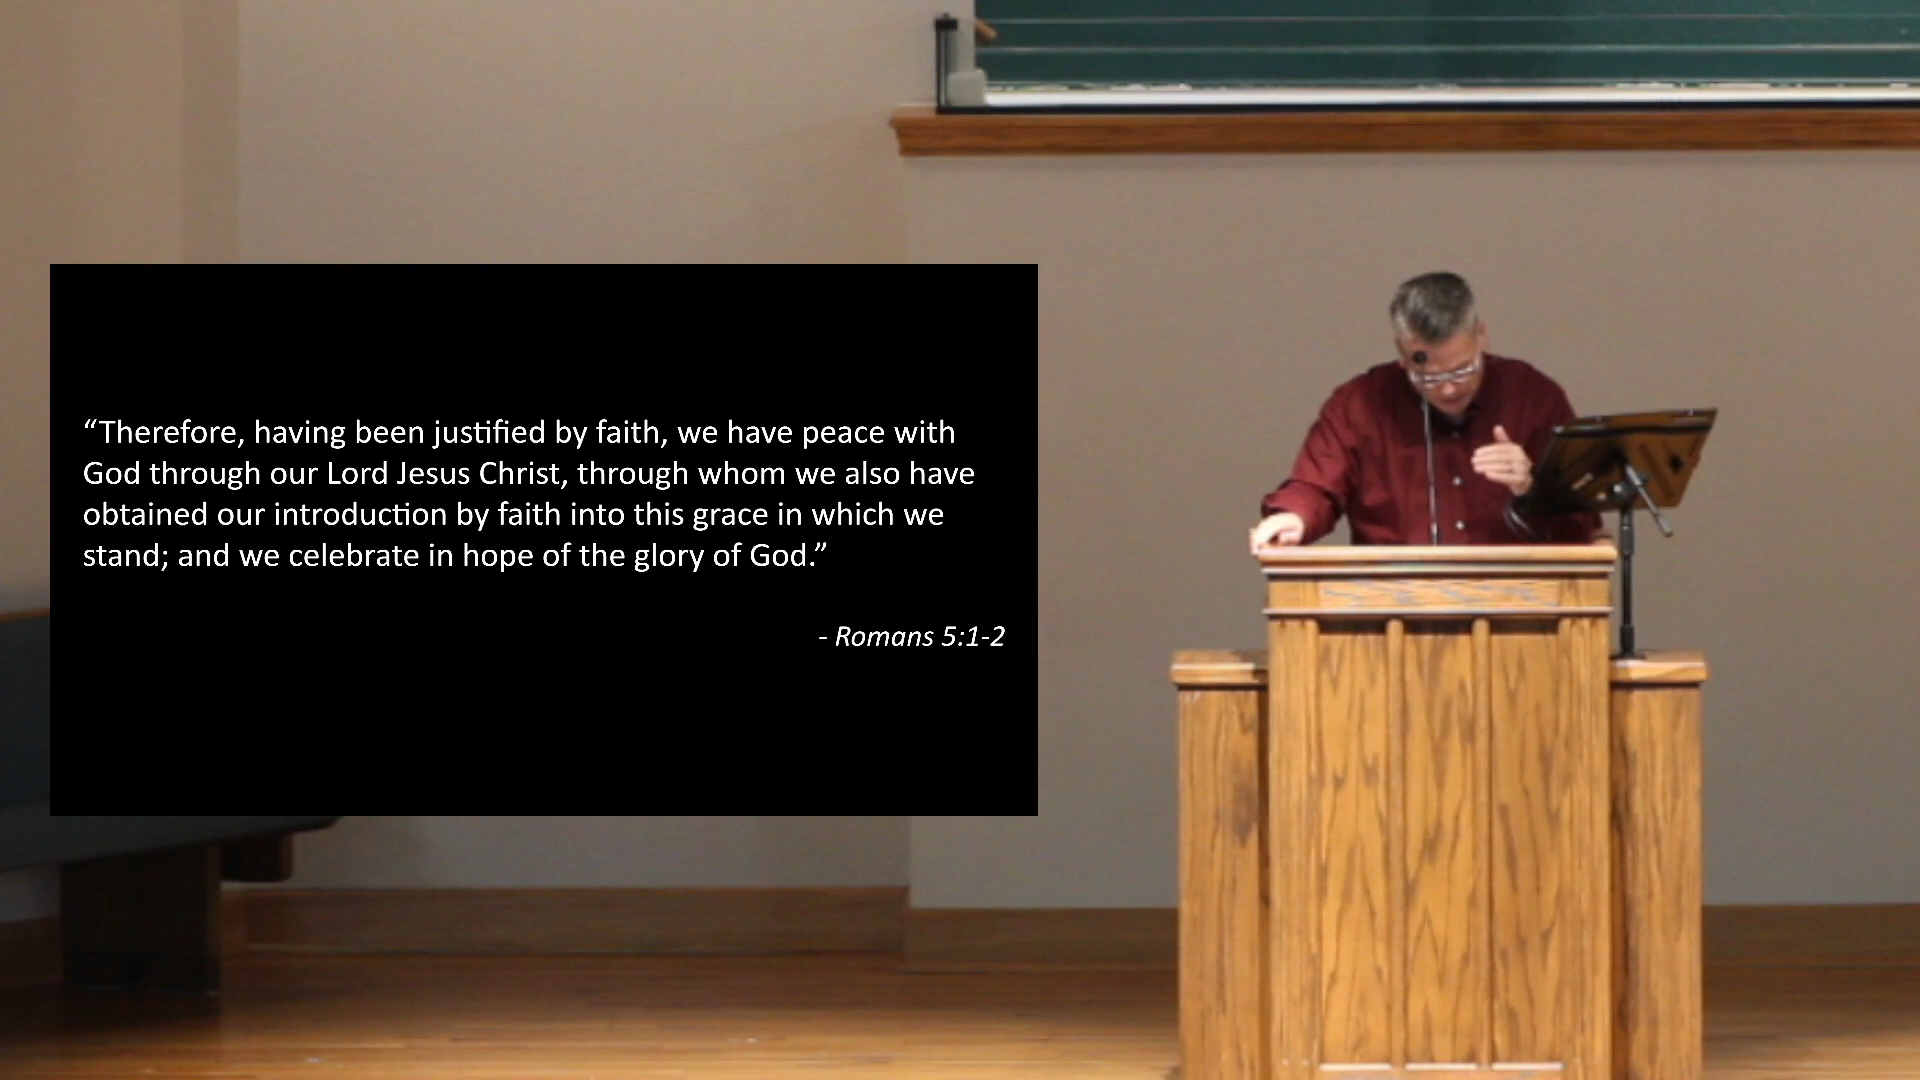 “Therefore, having been justified by faith, we have peace with
God through our Lord Jesus Christ, through whom we also have
obtained our introduction by faith into this grace in which we
stand; and we celebrate in hope of the glory of God.”
- Romans 5:1-2